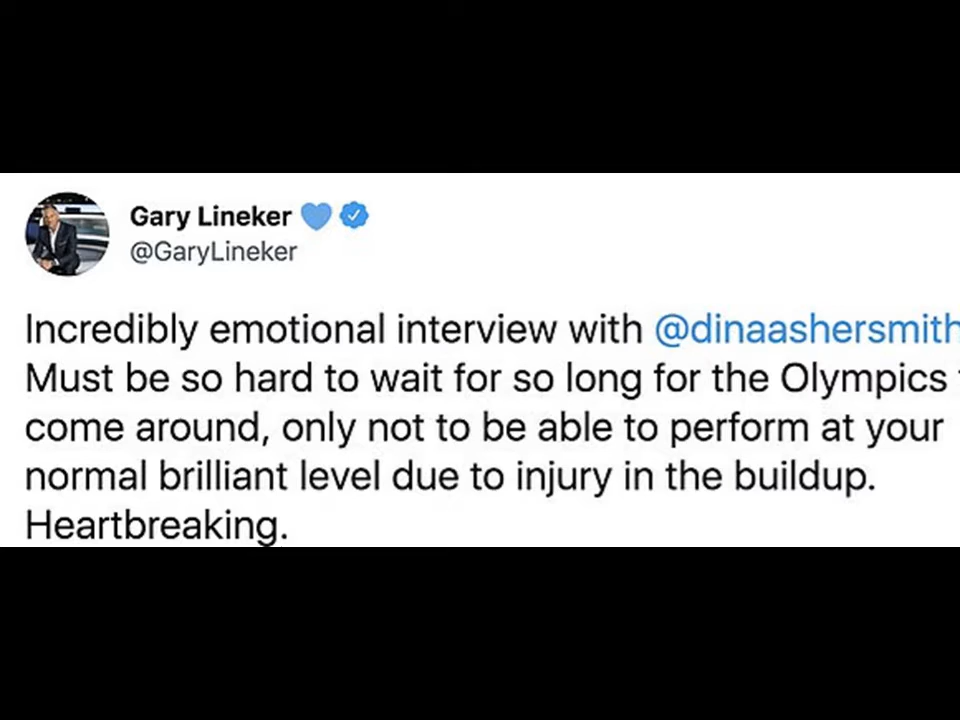 Gary Lineker 💙
@GaryLineker
Incredibly emotional interview with @dinaashersmith
Must be so hard to wait for so long for the Olympics
come around, only not to be able to perform at your
normal brilliant level due to injury in the buildup.
Heartbreaking.